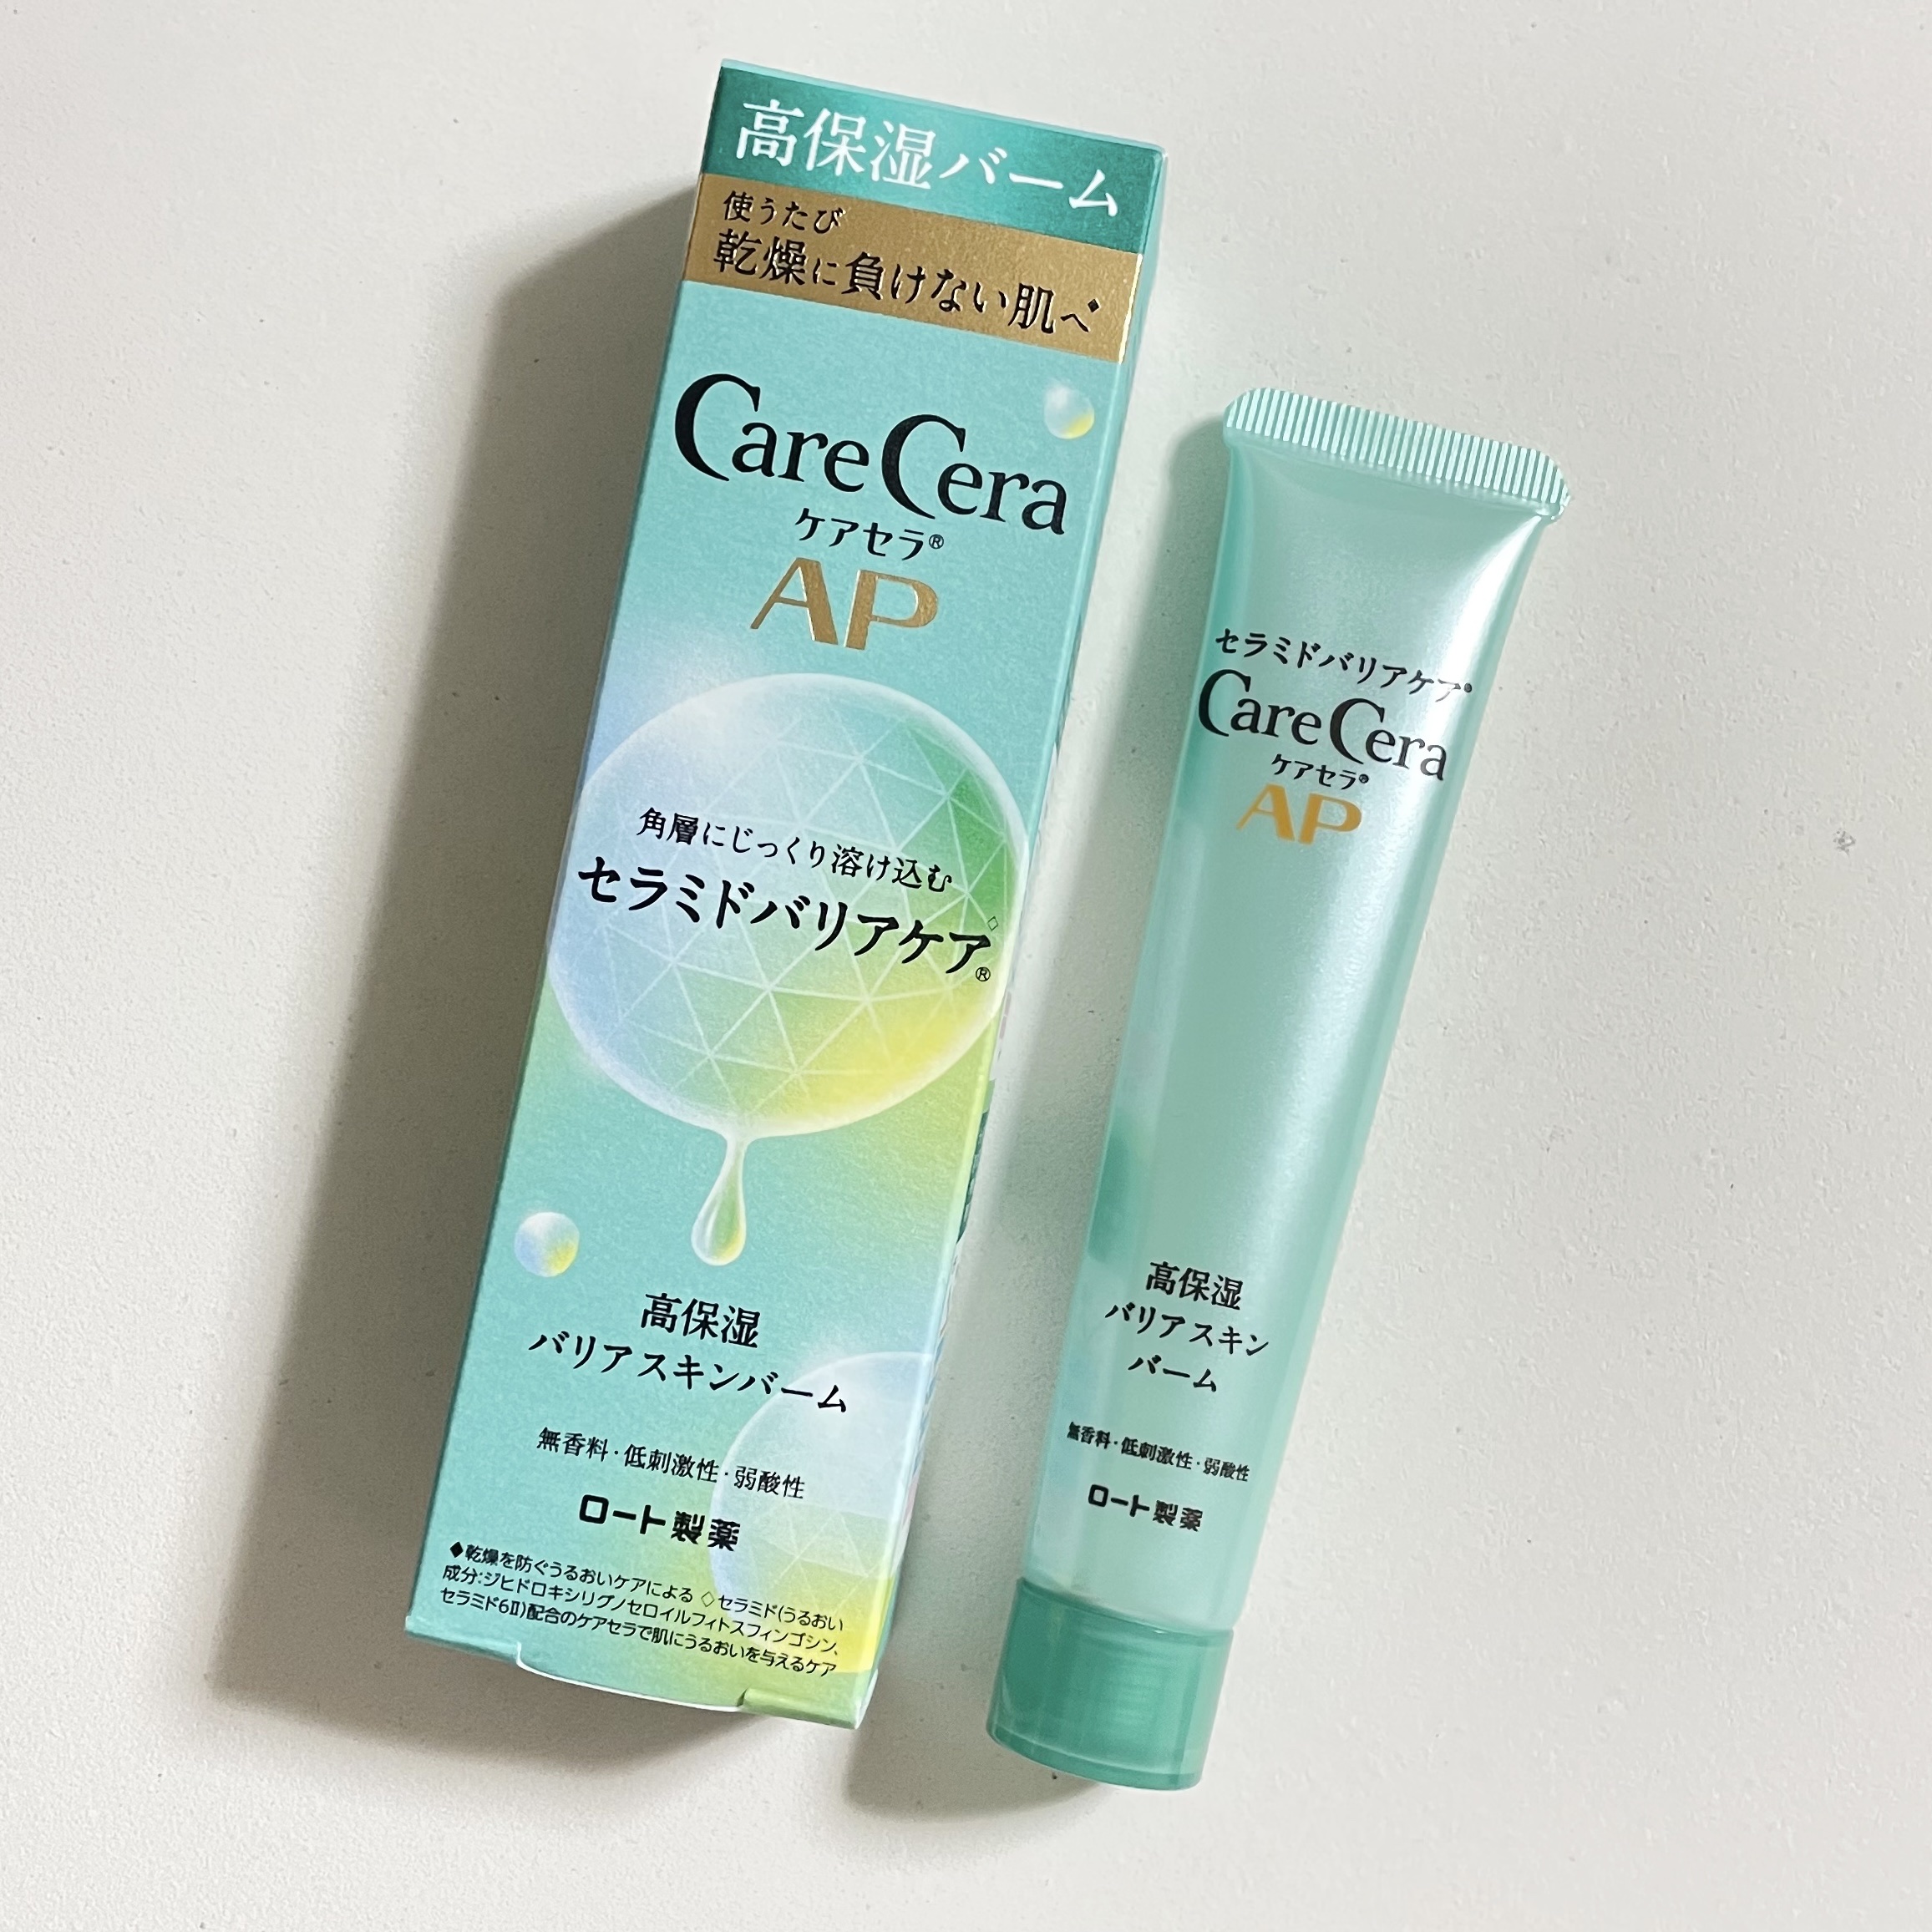 高保湿バーム
使うたび
乾燥に負けない肌へ◆
CareCera
ケアセラ®
AP
角層にじっくり溶け込む
セラミドバリアケア◇®
高保湿
バリアスキンバーム
無香料・低刺激性・弱酸性
ロート製薬
◆乾燥を防ぐうるおいケアによる ◇セラミド(うるおい
成分:ジヒドロキシリグノセロイルフィトスフィンゴシン、
セラミド6Ⅱ)配合のケアセラで肌にうるおいを与えるケア
セラミドバリアケア®
CareCera
ケアセラ®
AP
高保湿
バリアスキン
バーム
無香料・低刺激性・弱酸性
ロート製薬